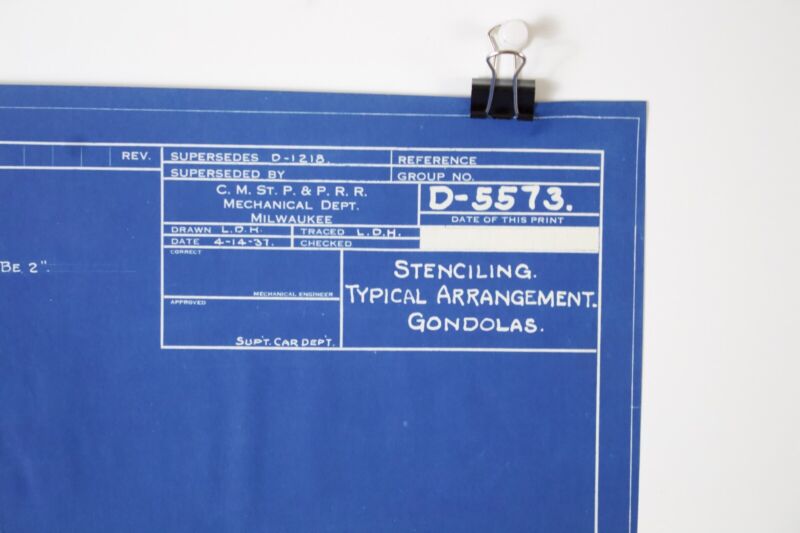 REV.
SUPERSEDES D-1218.
REFERENCE
SUPERSEDED BY
GROUP NO.
C. M. ST. P. & P. R. R.
MECHANICAL DEPT.
MILWAUKEE
D-5573.
DATE OF THIS PRINT
DRAWN L.D.H.
TRACED L.D.H.
DATE 4-14-37.
CHECKED
CORRECT
MECHANICAL ENGINEER
APPROVED
SUP'T. CAR DEP'T.
STENCILING.
TYPICAL ARRANGEMENT.
GONDOLAS.
BE 2".